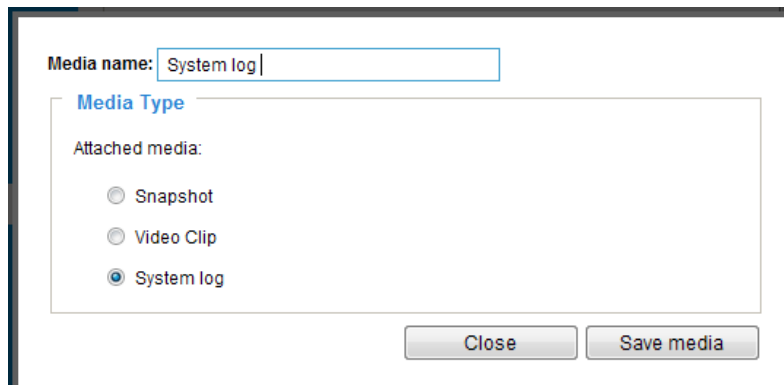 Media name: System log
Media Type
Attached media:
Snapshot
Video Clip
System log
Close Save media